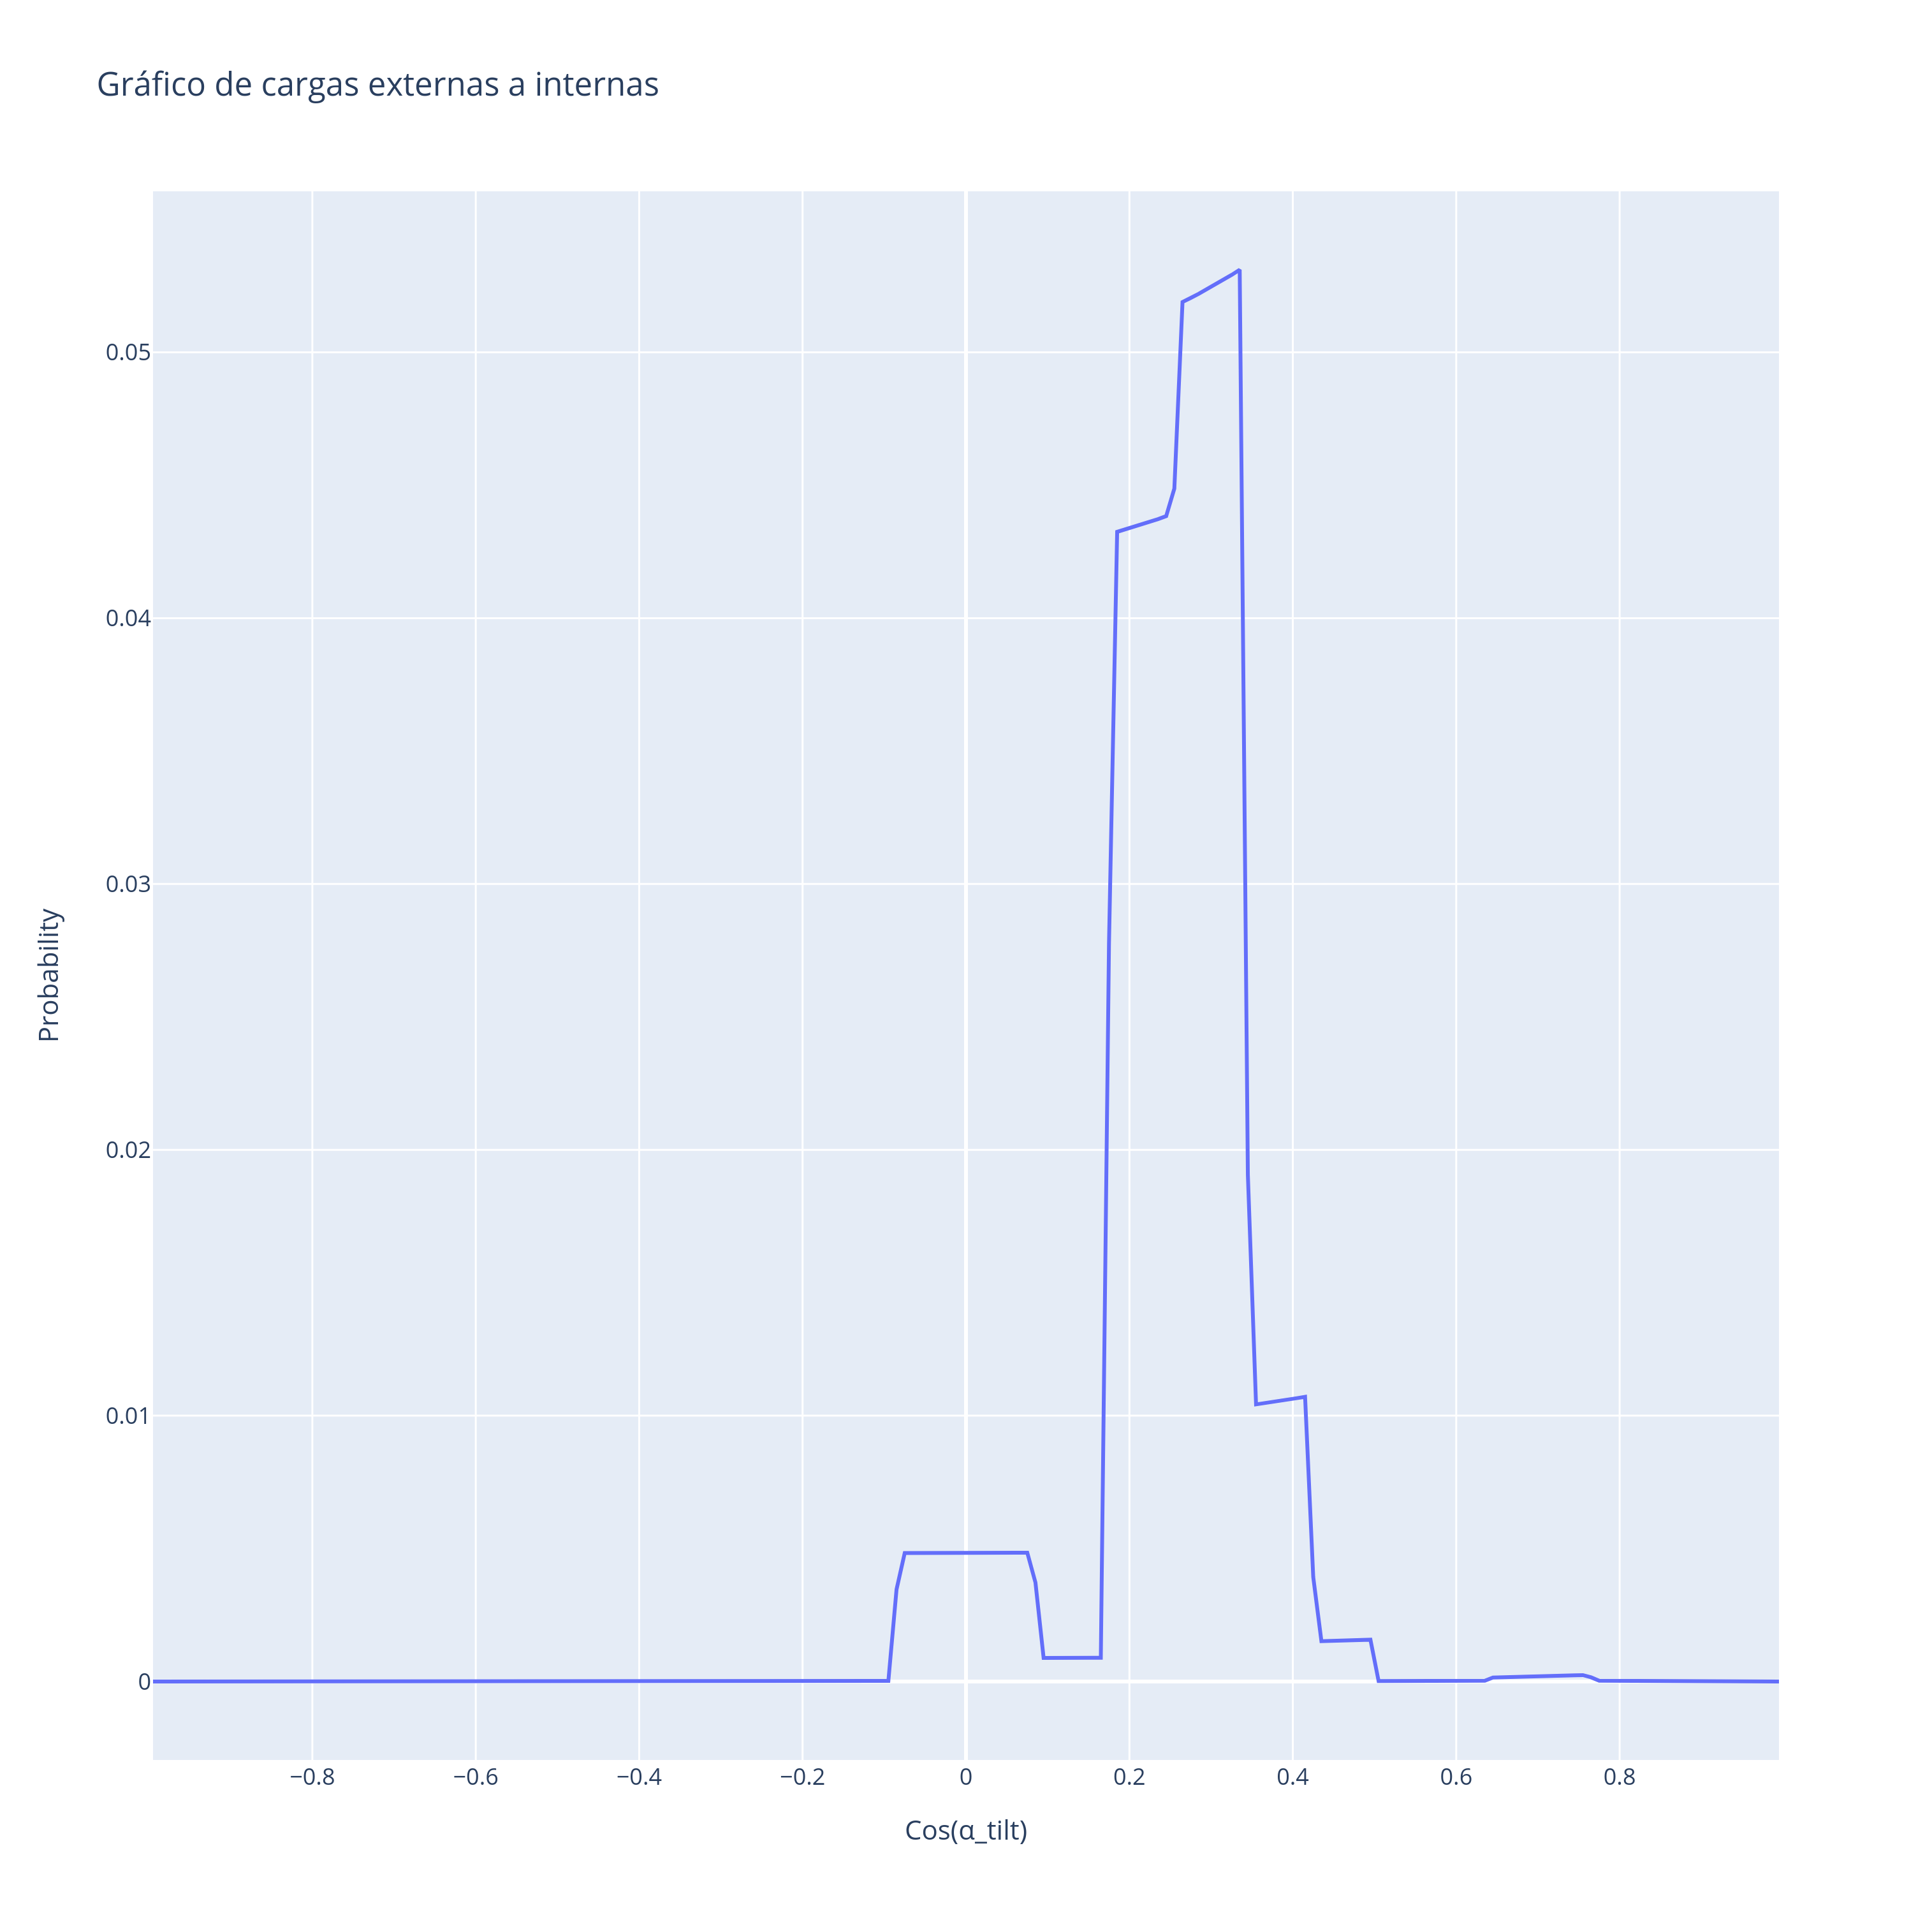 Gráfico de cargas externas a internas
0.05
0.04
0.03
0.02
0.01
0
Probability
−0.8 −0.6 −0.4 −0.2 0 0.2 0.4 0.6 0.8
Cos(α_tilt)